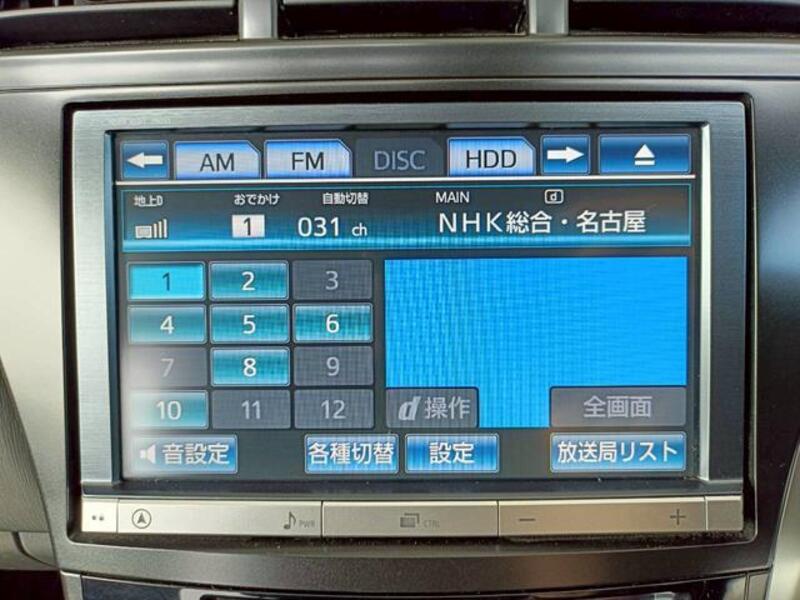 AM FM DISC HDD
地上D おでかけ 自動切替 MAIN d
1 031 ch NHK総合・名古屋
1 2 3
4 5 6
7 8 9
10 11 12
d操作 全画面
音設定 各種切替 設定 放送局リスト
PWR CTRL − +